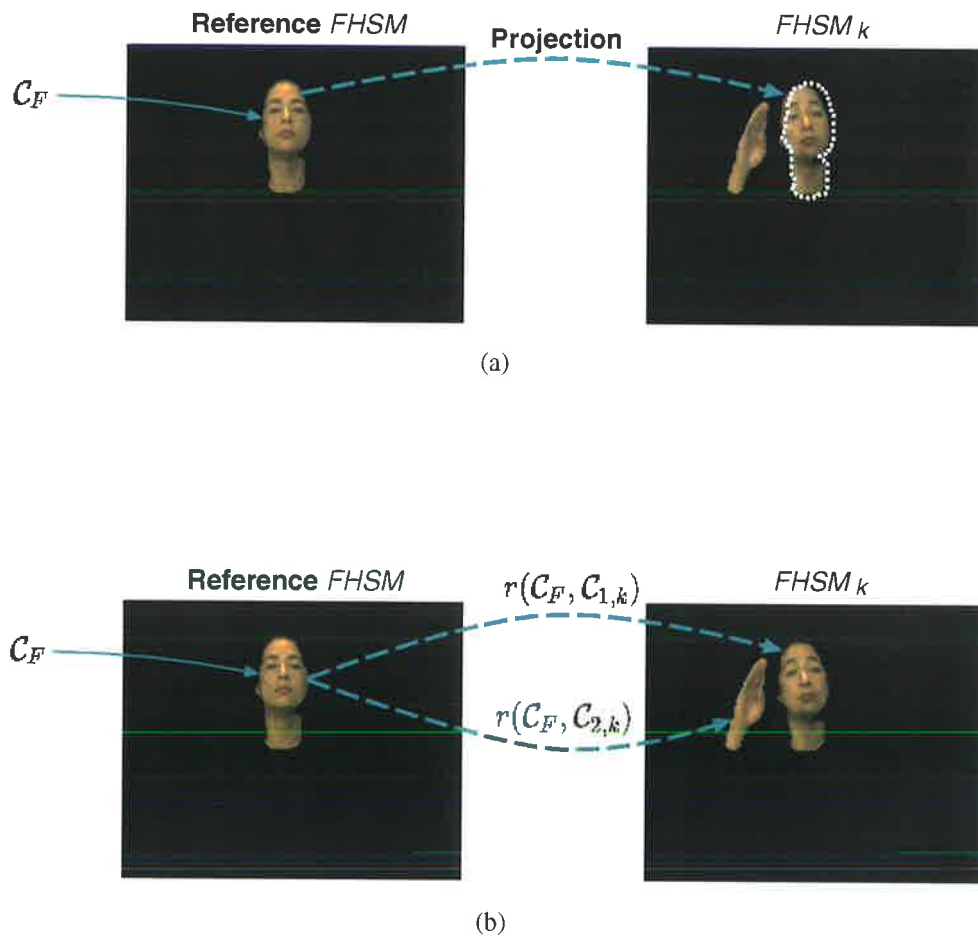 Reference FHSM
Projection
FHSM k
C_F
(a)
Reference FHSM
r(C_F, C_{1,k})
FHSM k
C_F
r(C_F, C_{2,k})
(b)